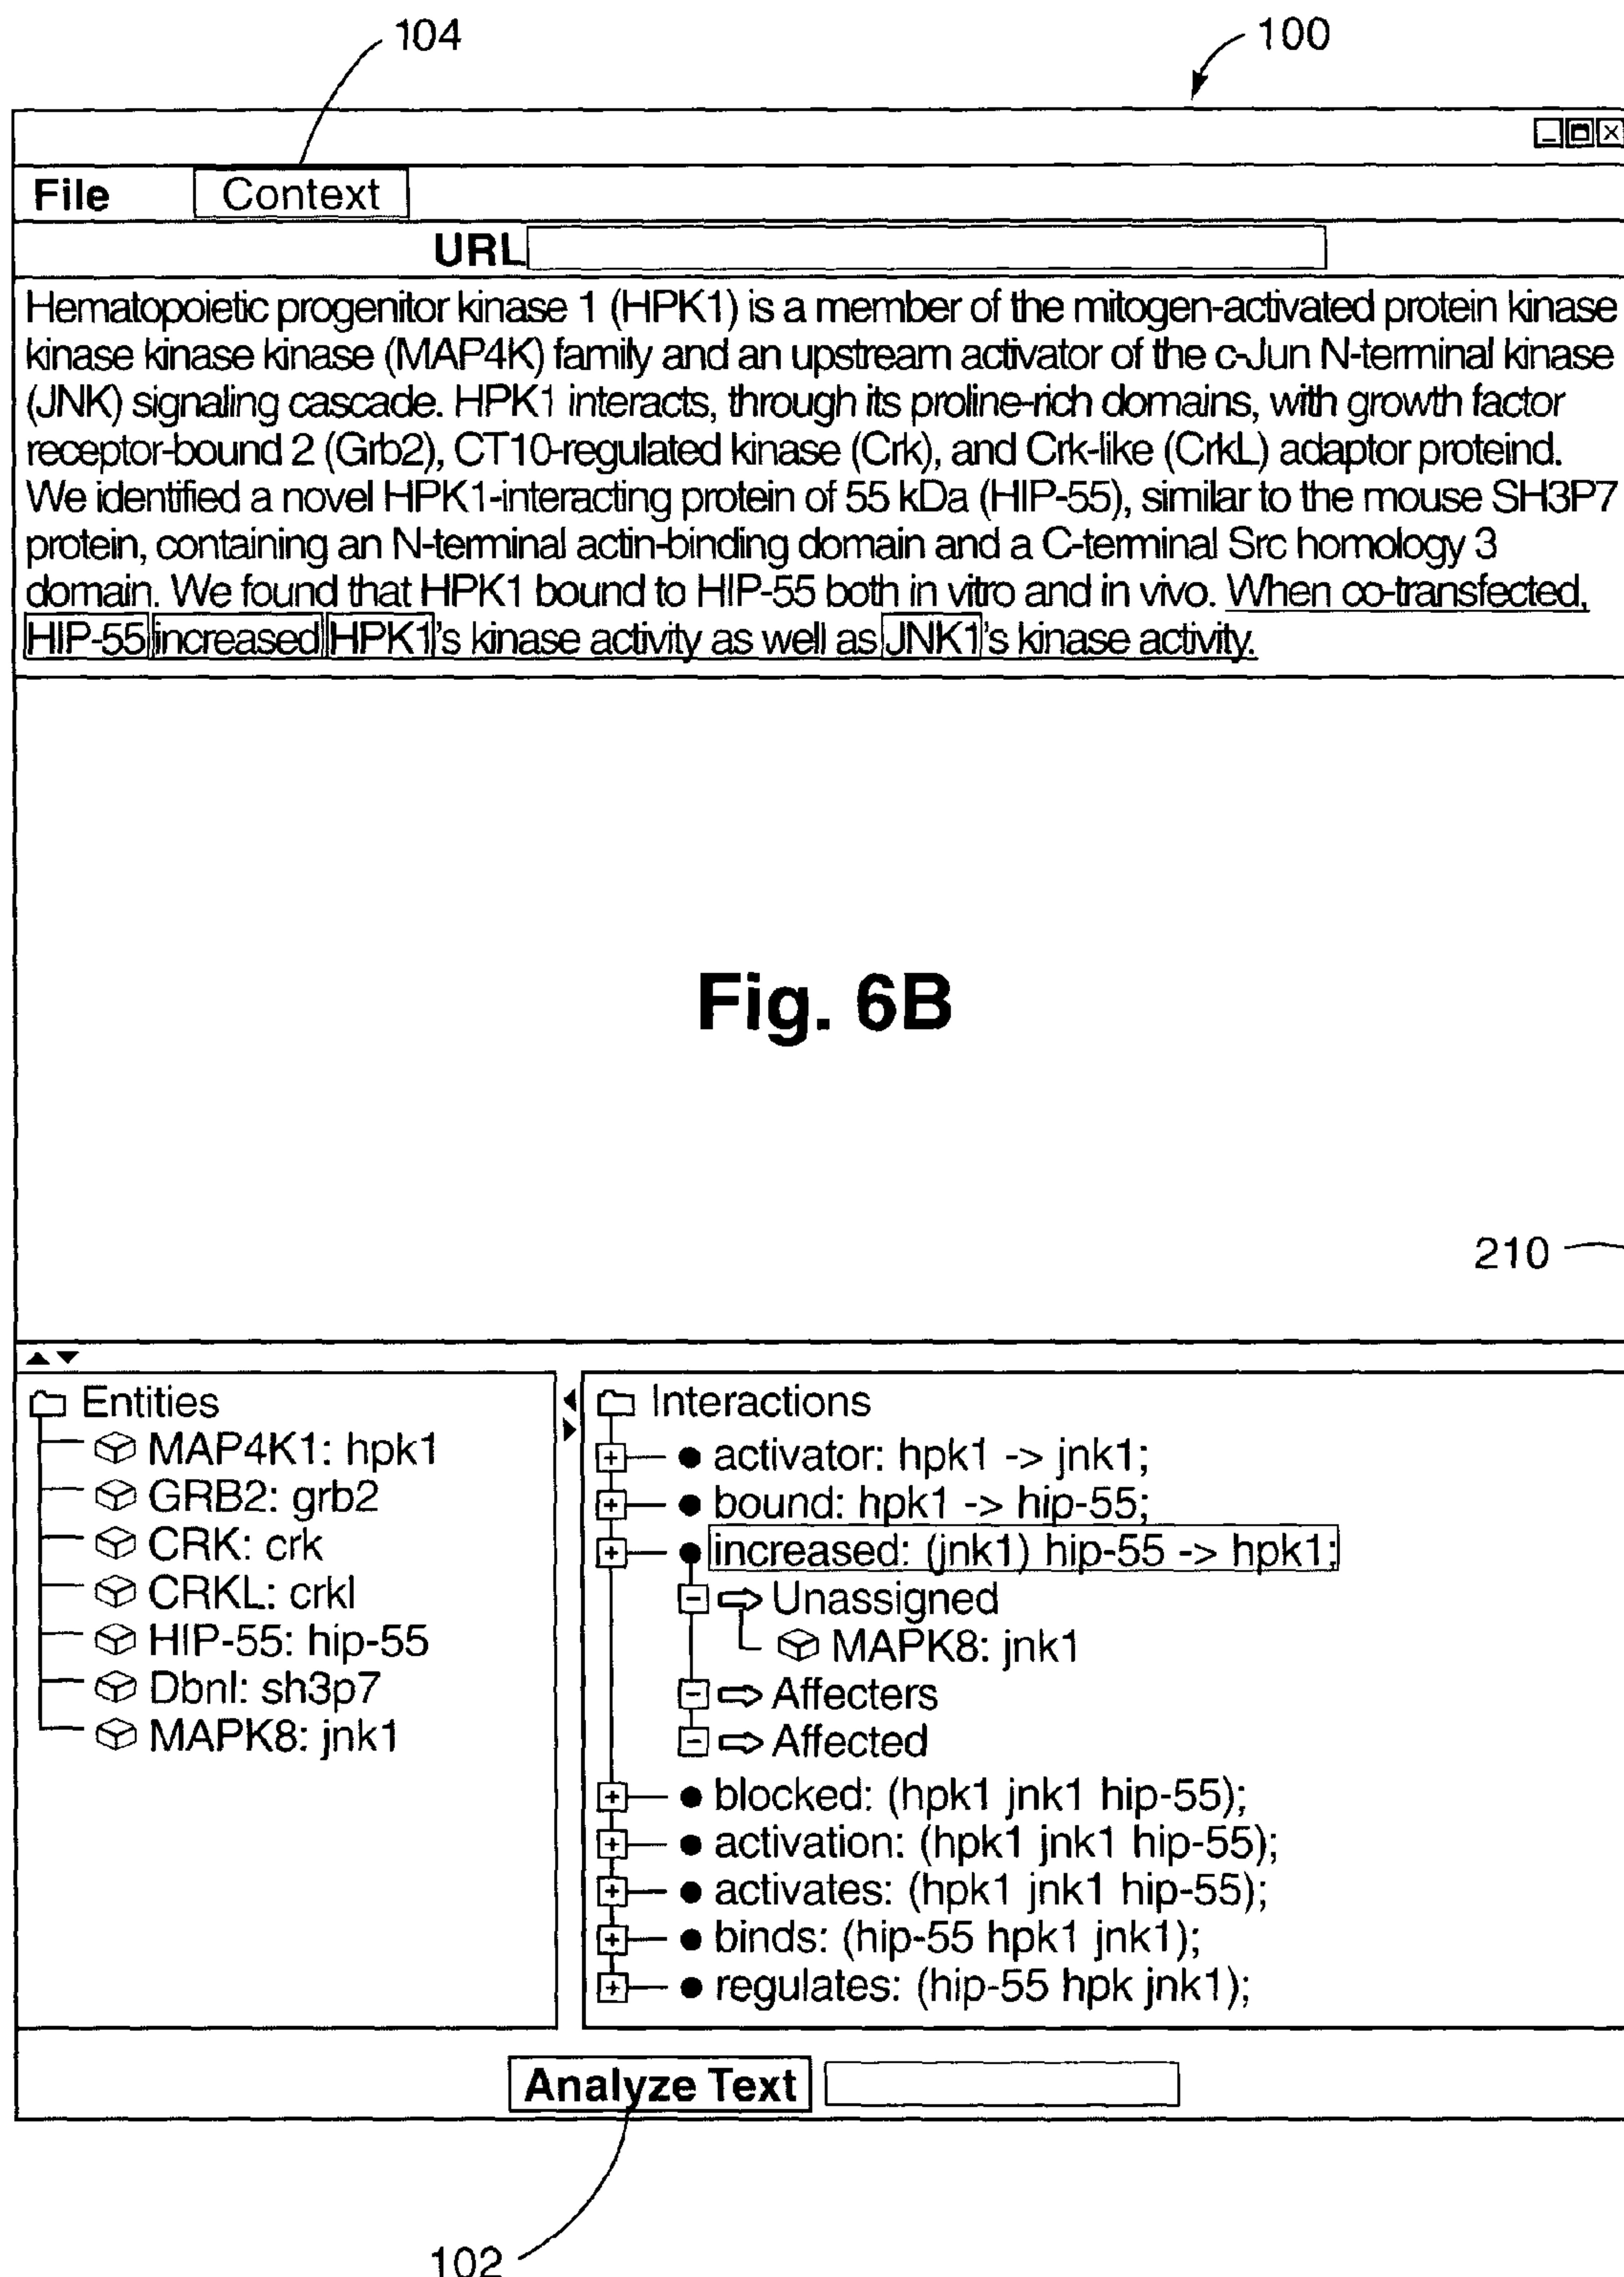 104
100
File Context
URL
Hematopoietic progenitor kinase 1 (HPK1) is a member of the mitogen-activated protein kinase
kinase kinase kinase (MAP4K) family and an upstream activator of the c-Jun N-terminal kinase
(JNK) signaling cascade. HPK1 interacts, through its proline-rich domains, with growth factor
receptor-bound 2 (Grb2), CT10-regulated kinase (Crk), and Crk-like (CrkL) adaptor proteind.
We identified a novel HPK1-interacting protein of 55 kDa (HIP-55), similar to the mouse SH3P7
protein, containing an N-terminal actin-binding domain and a C-terminal Src homology 3
domain. We found that HPK1 bound to HIP-55 both in vitro and in vivo. When co-transfected,
HIP-55 increased HPK1's kinase activity as well as JNK1's kinase activity.
Fig. 6B
210
Entities
MAP4K1: hpk1
GRB2: grb2
CRK: crk
CRKL: crkl
HIP-55: hip-55
Dbnl: sh3p7
MAPK8: jnk1
Interactions
activator: hpk1 -> jnk1;
bound: hpk1 -> hip-55;
increased: (jnk1) hip-55 -> hpk1;
Unassigned
MAPK8: jnk1
Affecters
Affected
blocked: (hpk1 jnk1 hip-55);
activation: (hpk1 jnk1 hip-55);
activates: (hpk1 jnk1 hip-55);
binds: (hip-55 hpk1 jnk1);
regulates: (hip-55 hpk jnk1);
Analyze Text
102